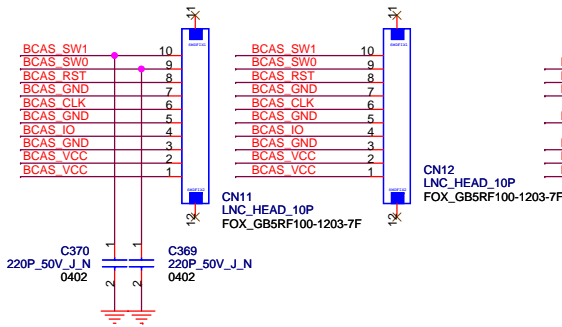 11
11
BCAS_SW1 10
BCAS_SW1 10
BCAS_SW0 9
BCAS_SW0 9
BCAS_RST 8
BCAS_RST 8
BCAS_GND 7
BCAS_GND 7
BCAS_CLK 6
BCAS_CLK 6
BCAS_GND 5
BCAS_GND 5
BCAS_IO 4
BCAS_IO 4
BCAS_GND 3
BCAS_GND 3
BCAS_VCC 2
BCAS_VCC 2
BCAS_VCC 1
BCAS_VCC 1
12
CN11
LNC_HEAD_10P
FOX_GB5RF100-1203-7F
12
CN12
LNC_HEAD_10P
FOX_GB5RF100-1203-7F
C370
220P_50V_J_N
0402
1
2
1
2
C369
220P_50V_J_N
0402